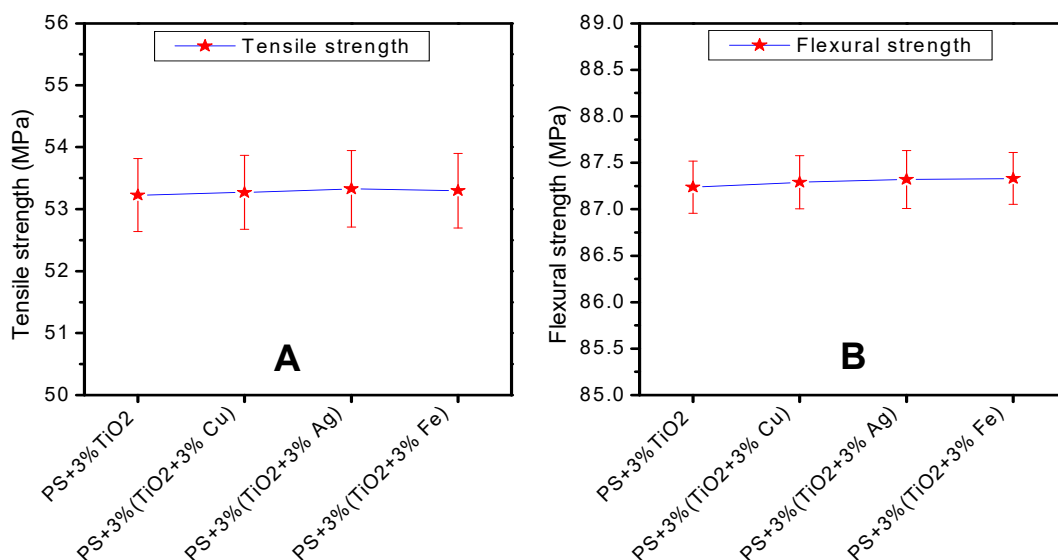 Tensile strength
56
55
54
53
52
51
50
Tensile strength (MPa)
A
PS+3%TiO2
PS+3%(TiO2+3% Cu)
PS+3%(TiO2+3% Ag)
PS+3%(TiO2+3% Fe)
Flexural strength
89.0
88.5
88.0
87.5
87.0
86.5
86.0
85.5
85.0
Flexural strength (MPa)
B
PS+3%TiO2
PS+3%(TiO2+3% Cu)
PS+3%(TiO2+3% Ag)
PS+3%(TiO2+3% Fe)